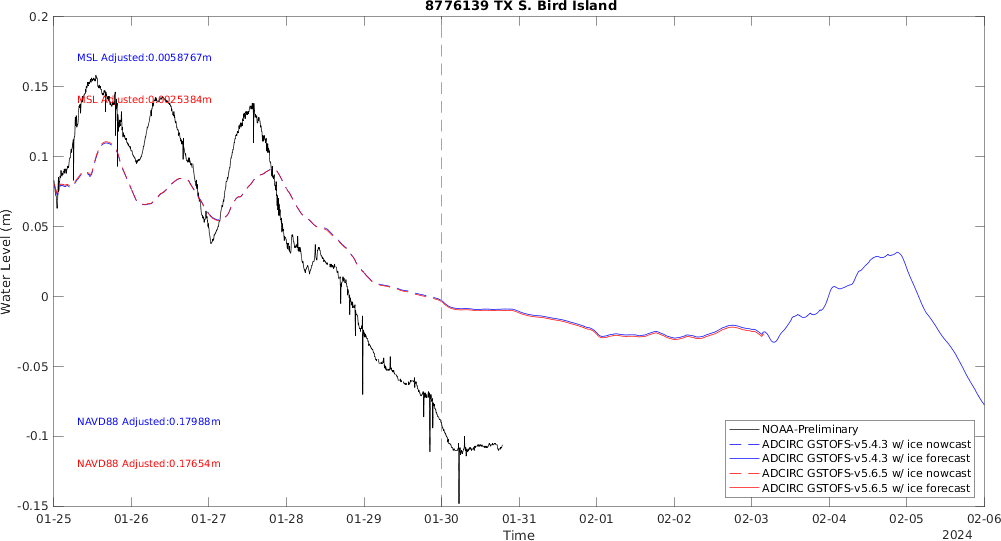 8776139 TX S. Bird Island
0.2
0.15
0.1
0.05
0
-0.05
-0.1
-0.15
Water Level (m)
MSL Adjusted:0.0058767m
MSL Adjusted:0.0025384m
NAVD88 Adjusted:0.17988m
NAVD88 Adjusted:0.17654m
NOAA-Preliminary
ADCIRC GSTOFS-v5.4.3 w/ ice nowcast
ADCIRC GSTOFS-v5.4.3 w/ ice forecast
ADCIRC GSTOFS-v5.6.5 w/ ice nowcast
ADCIRC GSTOFS-v5.6.5 w/ ice forecast
01-25 01-26 01-27 01-28 01-29 01-30 01-31 02-01 02-02 02-03 02-04 02-05 02-06
Time
2024